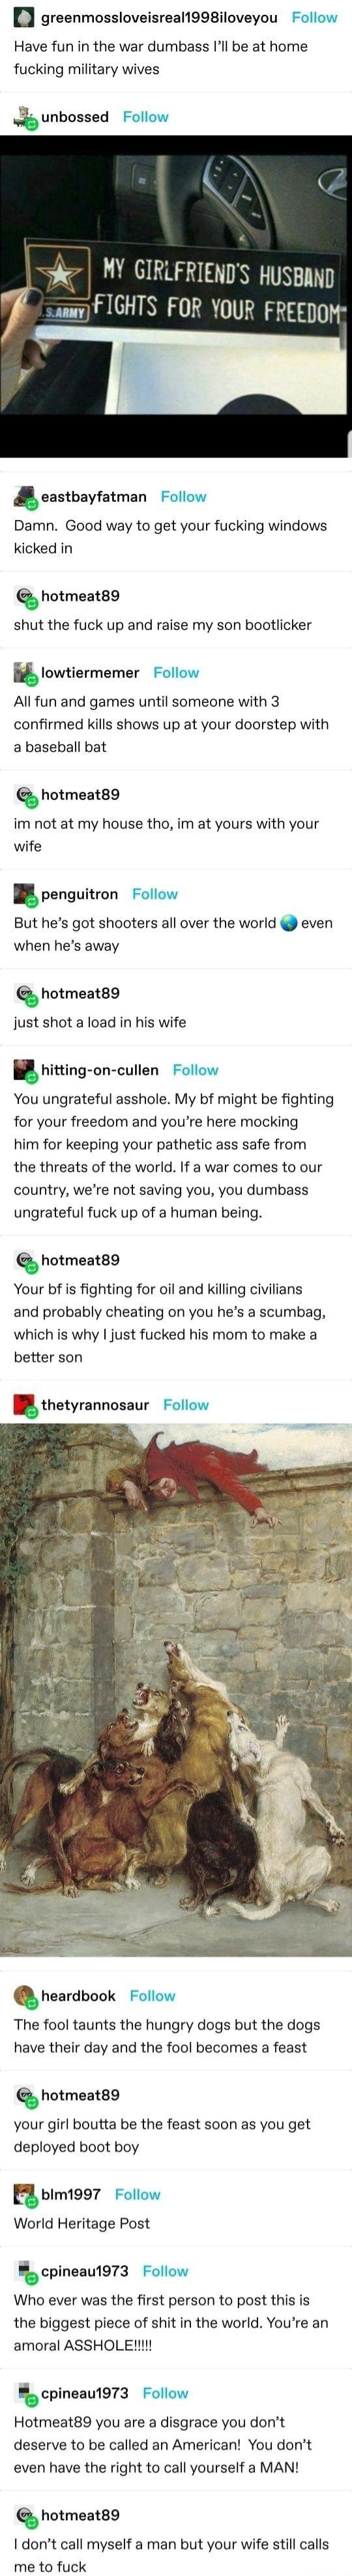 greenmossloveisreal1998iloveyou Follow
Have fun in the war dumbass I'll be at home
fucking military wives
unbossed Follow
MY GIRLFRIEND'S HUSBAND
FIGHTS FOR YOUR FREEDOM
.S.ARMY
eastbayfatman Follow
Damn. Good way to get your fucking windows
kicked in
hotmeat89
shut the fuck up and raise my son bootlicker
lowtiermemer Follow
All fun and games until someone with 3
confirmed kills shows up at your doorstep with
a baseball bat
hotmeat89
im not at my house tho, im at yours with your
wife
penguitron Follow
But he's got shooters all over the world 🌎 even
when he's away
hotmeat89
just shot a load in his wife
hitting-on-cullen Follow
You ungrateful asshole. My bf might be fighting
for your freedom and you're here mocking
him for keeping your pathetic ass safe from
the threats of the world. If a war comes to our
country, we're not saving you, you dumbass
ungrateful fuck up of a human being.
hotmeat89
Your bf is fighting for oil and killing civilians
and probably cheating on you he's a scumbag,
which is why I just fucked his mom to make a
better son
thetyrannosaur Follow
heardbook Follow
The fool taunts the hungry dogs but the dogs
have their day and the fool becomes a feast
hotmeat89
your girl boutta be the feast soon as you get
deployed boot boy
blm1997 Follow
World Heritage Post
cpineau1973 Follow
Who ever was the first person to post this is
the biggest piece of shit in the world. You're an
amoral ASSHOLE!!!!!
cpineau1973 Follow
Hotmeat89 you are a disgrace you don't
deserve to be called an American! You don't
even have the right to call yourself a MAN!
hotmeat89
I don't call myself a man but your wife still calls
me to fuck